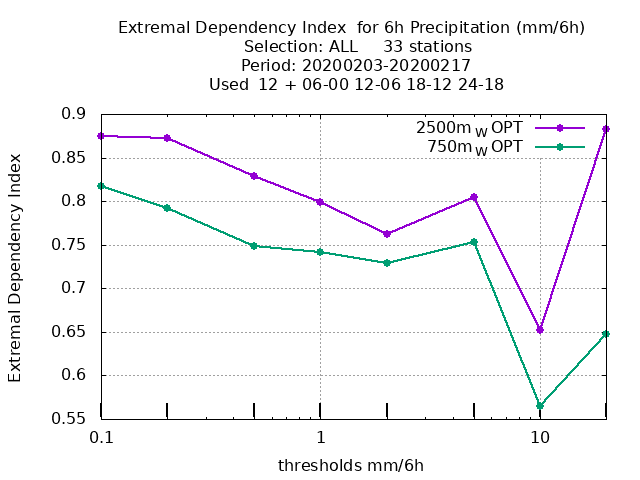 Extremal Dependency Index  for 6h Precipitation (mm/6h)
Selection: ALL     33 stations
Period: 20200203-20200217
Used  12 + 06-00 12-06 18-12 24-18
2500m W OPT
750m W OPT
Extremal Dependency Index
0.9
0.85
0.8
0.75
0.7
0.65
0.6
0.55
0.1 1 10
thresholds mm/6h